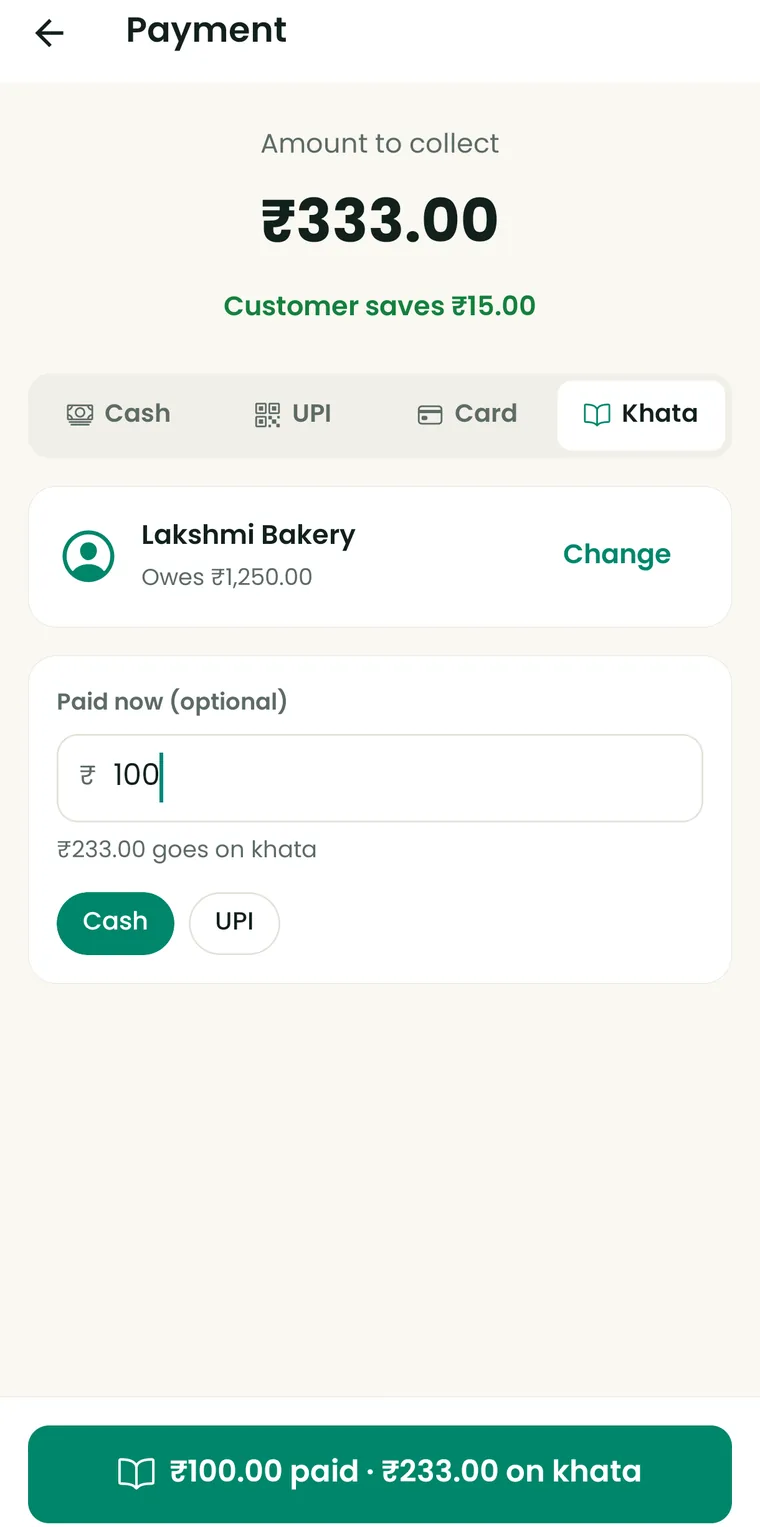 Payment
Amount to collect
₹333.00
Customer saves ₹15.00
Cash UPI Card Khata
Lakshmi Bakery
Owes ₹1,250.00
Change
Paid now (optional)
₹ 100
₹233.00 goes on khata
Cash UPI
₹100.00 paid · ₹233.00 on khata